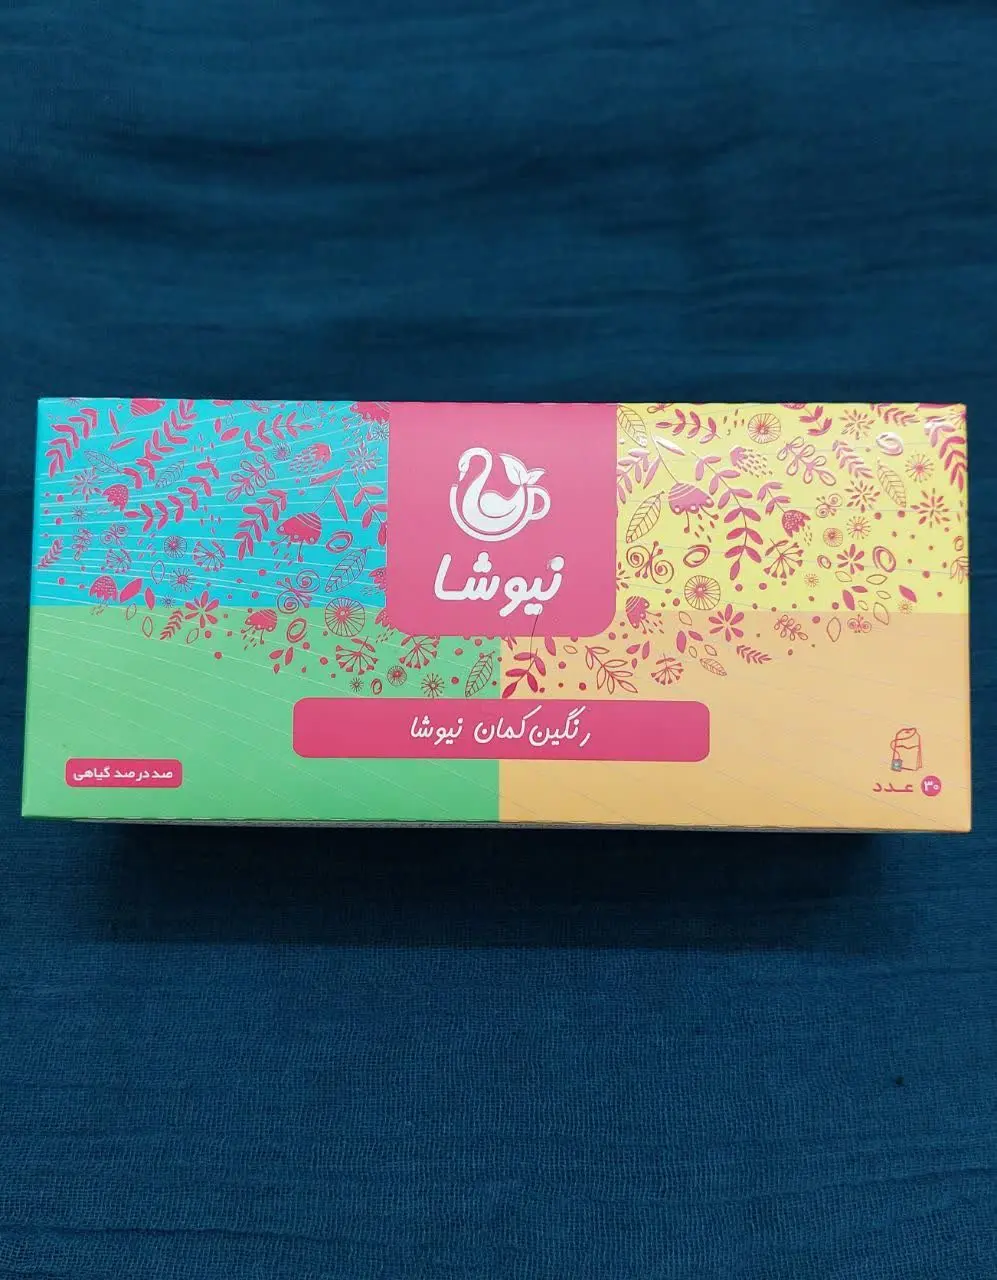 نیوشا
رنگین کمان نیوشا
۳۰ عدد
صد در صد گیاهی